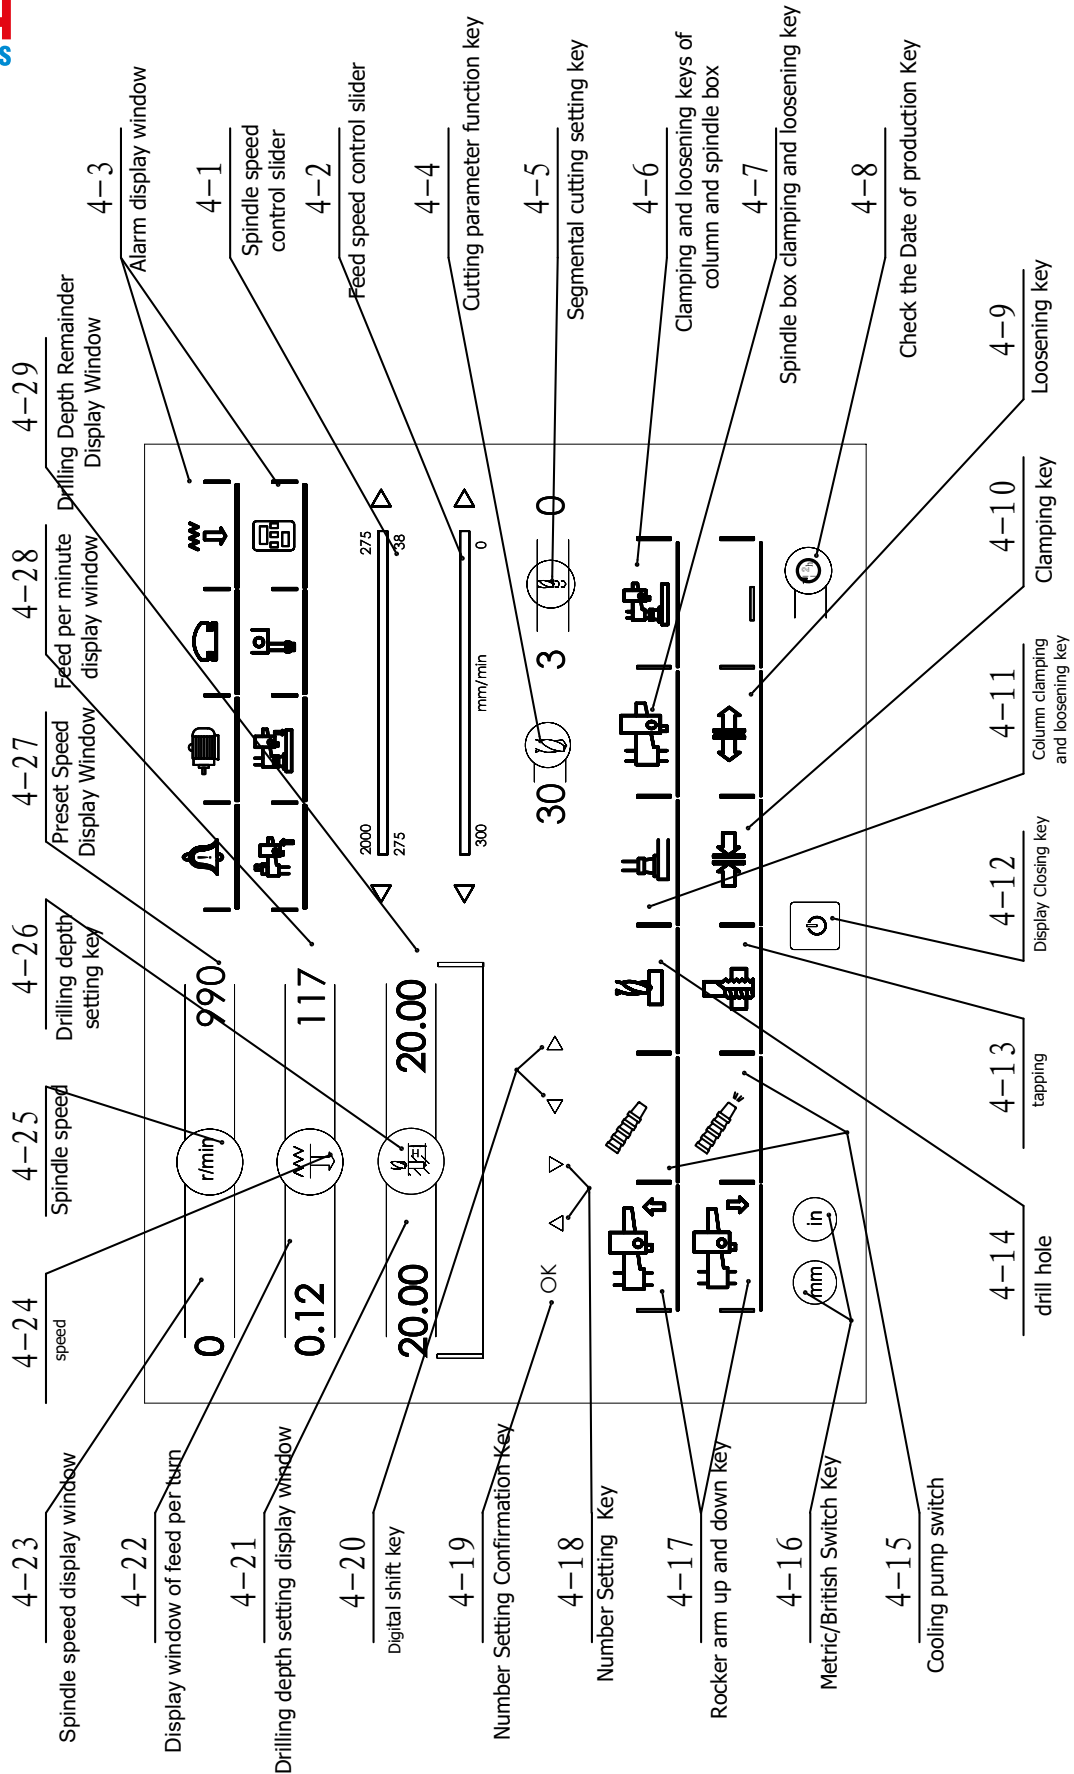 S
4-23
Spindle speed display window
4-22
Display window of feed per turn
4-21
Drilling depth setting display window
4-20
Digital shift key
4-19
Number Setting Confirmation Key
4-18
Number Setting Key
4-17
Rocker arm up and down key
4-16
Metric/British Switch Key
4-15
Cooling pump switch
4-24
speed
4-25
Spindle speed
4-26
Drilling depth
setting key
4-27
Preset Speed
Display Window
4-28
Feed per minute
display window
4-29
Drilling Depth Remainder
Display Window
4-3
Alarm display window
4-1
Spindle speed
control slider
4-2
Feed speed control slider
4-4
Cutting parameter function key
4-5
Segmental cutting setting key
4-6
Clamping and loosening keys of
column and spindle box
4-7
Spindle box clamping and loosening key
4-8
Check the Date of production Key
0
r/min
990
0.12
117
20.00
20.00
2000
275
275
38
300
mm/min
0
OK
30
3
0
mm
in
4-14
drill hole
4-13
tapping
4-12
Display Closing key
4-11
Column clamping
and loosening key
4-10
Clamping key
4-9
Loosening key